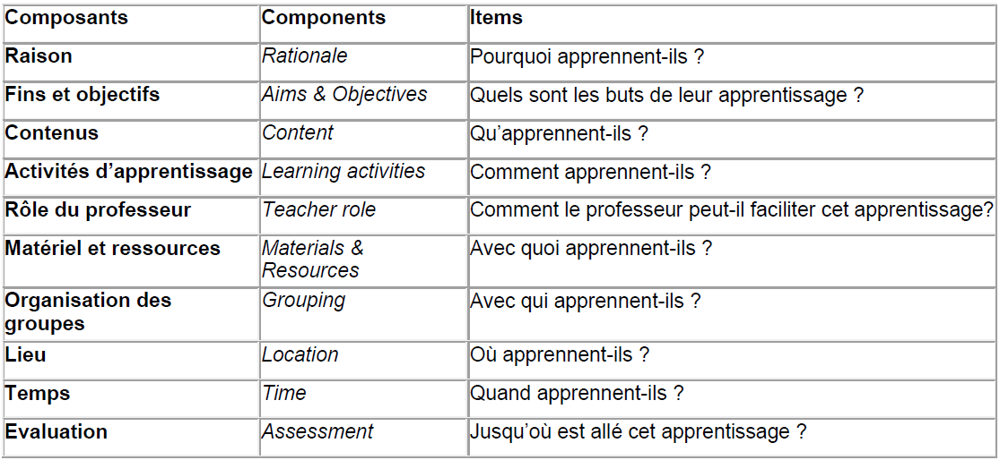 Composants Components Items
Raison Rationale Pourquoi apprennent-ils ?
Fins et objectifs Aims & Objectives Quels sont les buts de leur apprentissage ?
Contenus Content Qu’apprennent-ils ?
Activités d’apprentissage Learning activities Comment apprennent-ils ?
Rôle du professeur Teacher role Comment le professeur peut-il faciliter cet apprentissage?
Matériel et ressources Materials & Avec quoi apprennent-ils ?
Resources
Organisation des Grouping Avec qui apprennent-ils ?
groupes
Lieu Location Où apprennent-ils ?
Temps Time Quand apprennent-ils ?
Evaluation Assessment Jusqu’où est allé cet apprentissage ?